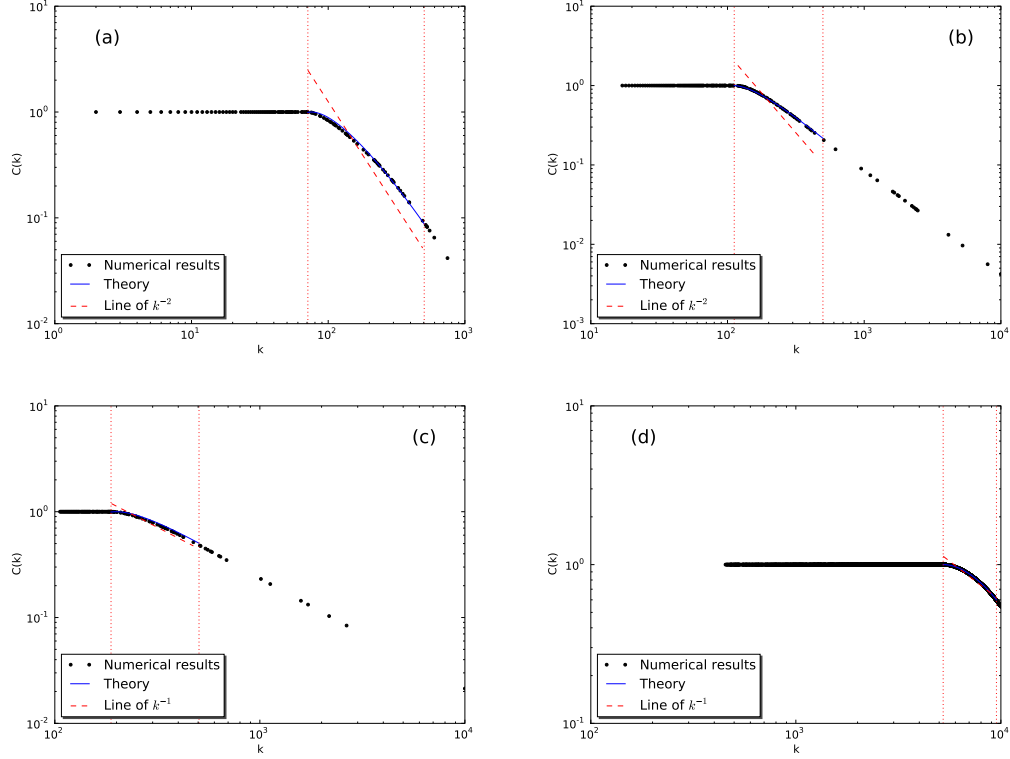 10^1
(a)
10^0
C(k)
10^-1
Numerical results
Theory
Line of k^−2
10^-2
10^0 10^1 10^2 10^3
k
10^1
(b)
10^0
C(k)
10^-1
10^-2
Numerical results
Theory
Line of k^−2
10^-3
10^1 10^2 10^3 10^4
k
10^1
(c)
10^0
C(k)
10^-1
Numerical results
Theory
Line of k^−1
10^-2
10^2 10^3 10^4
k
10^1
(d)
10^0
C(k)
Numerical results
Theory
Line of k^−1
10^-1
10^2 10^3 10^4
k